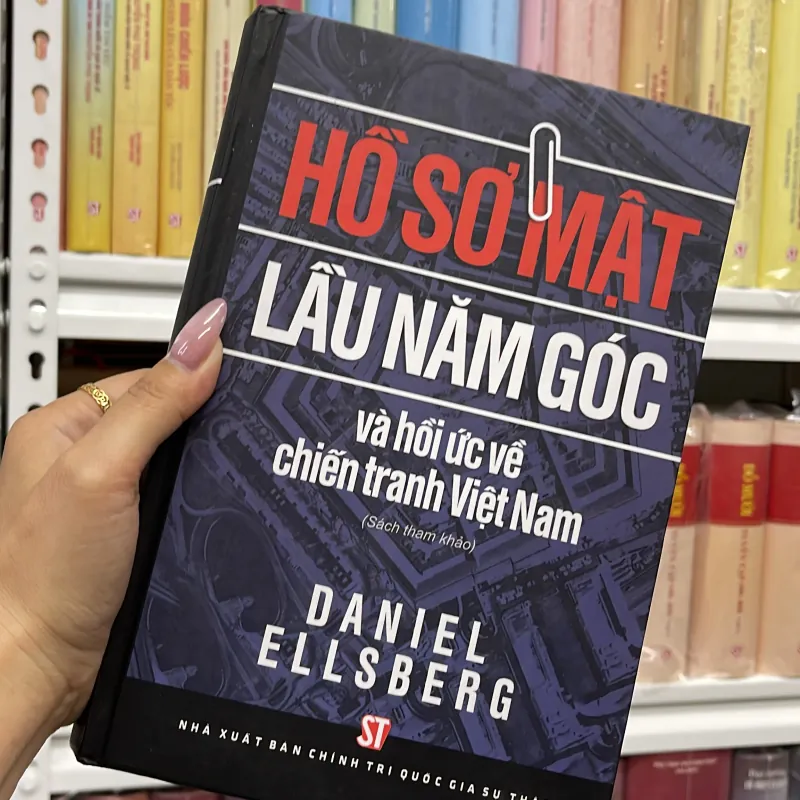 HỒ SƠ MẬT
LẦU NĂM GÓC
và hồi ức về
chiến tranh Việt Nam
(Sách tham khảo)
DANIEL
ELLSBERG
ST
NHÀ XUẤT BẢN CHÍNH TRỊ QUỐC GIA SỰ